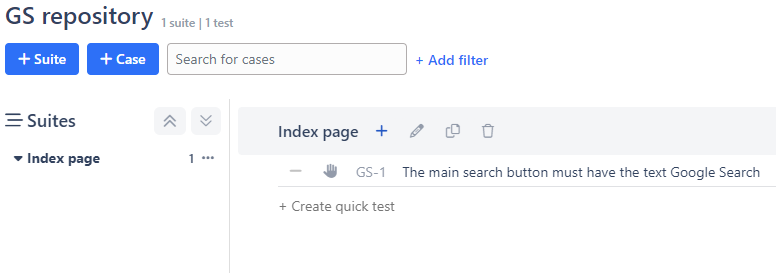 GS repository 1 suite | 1 test
+ Suite + Case Search for cases + Add filter
Suites
Index page 1 ···
Index page +
GS-1 The main search button must have the text Google Search
+ Create quick test